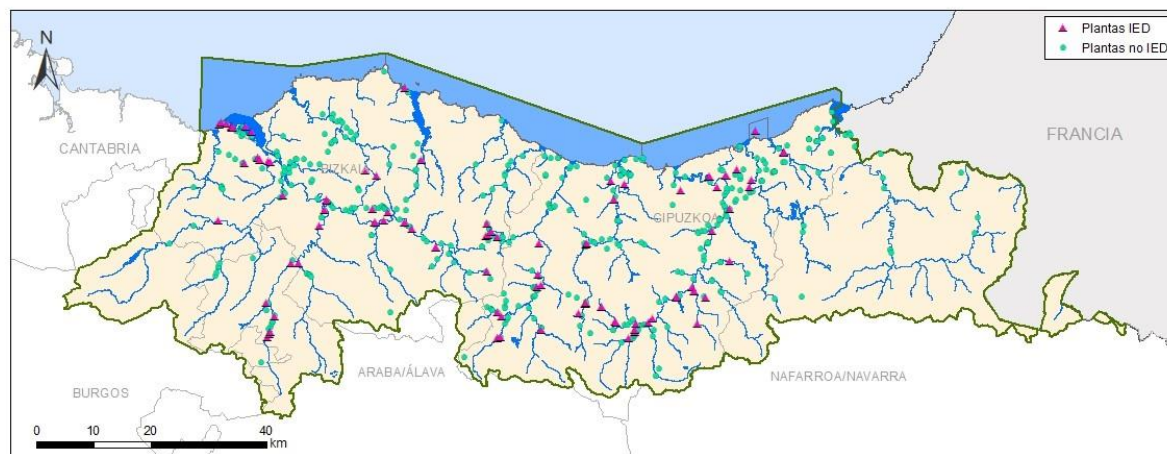 N
Plantas IED
Plantas no IED
FRANCIA
CANTABRIA
BIZKAIA
GIPUZKOA
ARABA/ÁLAVA
NAFARROA/NAVARRA
BURGOS
0 10 20 40
km